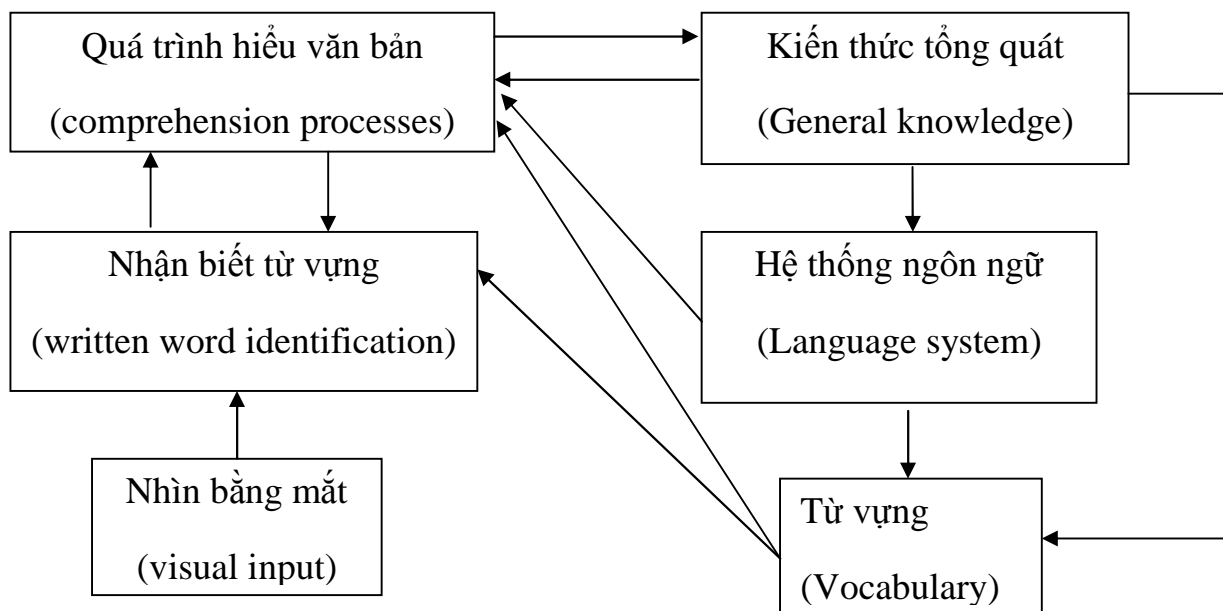 Quá trình hiểu văn bản
(comprehension processes)
Kiến thức tổng quát
(General knowledge)
Nhận biết từ vựng
(written word identification)
Hệ thống ngôn ngữ
(Language system)
Nhìn bằng mắt
(visual input)
Từ vựng
(Vocabulary)